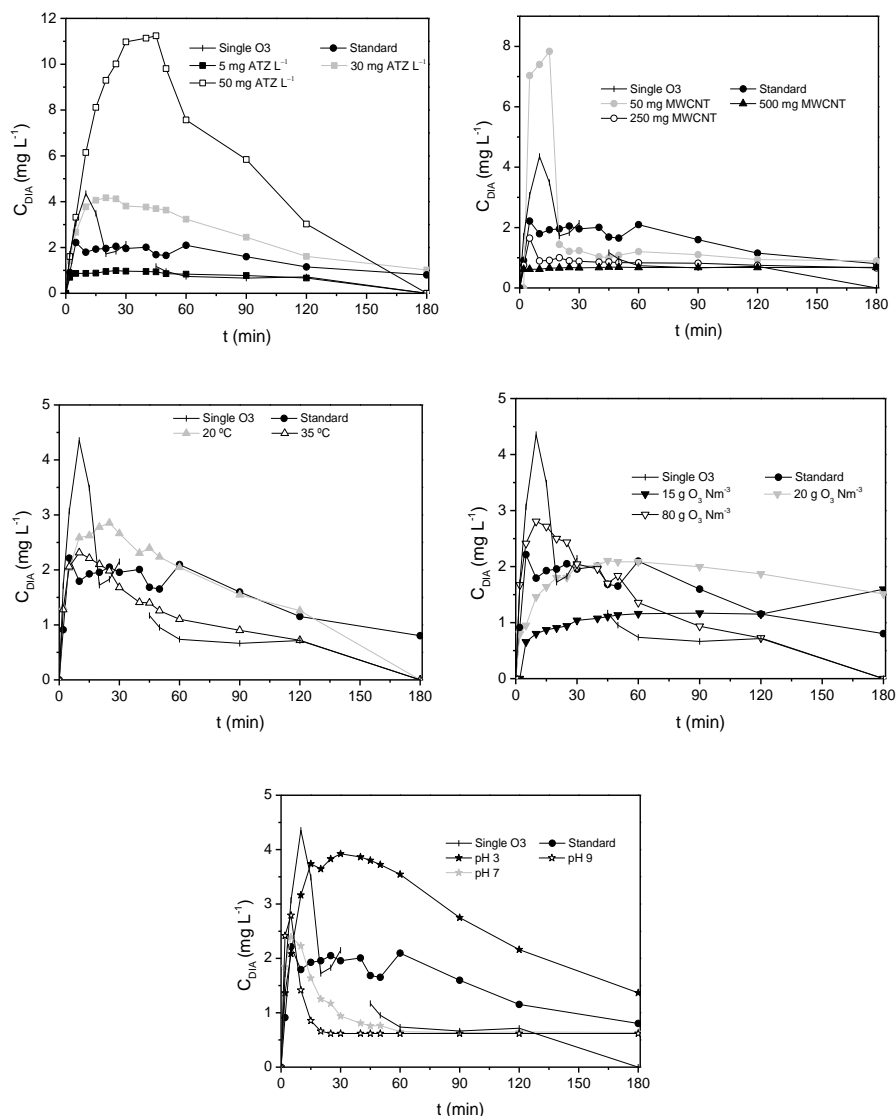 12
10
8
6
4
2
0
0 30 60 90 120 150 180
C_DIA (mg L⁻¹)
t (min)
Single O3 Standard
5 mg ATZ L⁻¹ 30 mg ATZ L⁻¹
50 mg ATZ L⁻¹
8
6
4
2
0
0 30 60 90 120 150 180
C_DIA (mg L⁻¹)
t (min)
Single O3 Standard
50 mg MWCNT 500 mg MWCNT
250 mg MWCNT
5
4
3
2
1
0
0 30 60 90 120 150 180
C_DIA (mg L⁻¹)
t (min)
Single O3 Standard
20 ºC 35 ºC
5
4
3
2
1
0
0 30 60 90 120 150 180
C_DIA (mg L⁻¹)
t (min)
Single O3 Standard
15 g O₃ Nm⁻³ 20 g O₃ Nm⁻³
80 g O₃ Nm⁻³
5
4
3
2
1
0
0 30 60 90 120 150 180
C_DIA (mg L⁻¹)
t (min)
Single O3 Standard
pH 3 pH 9
pH 7